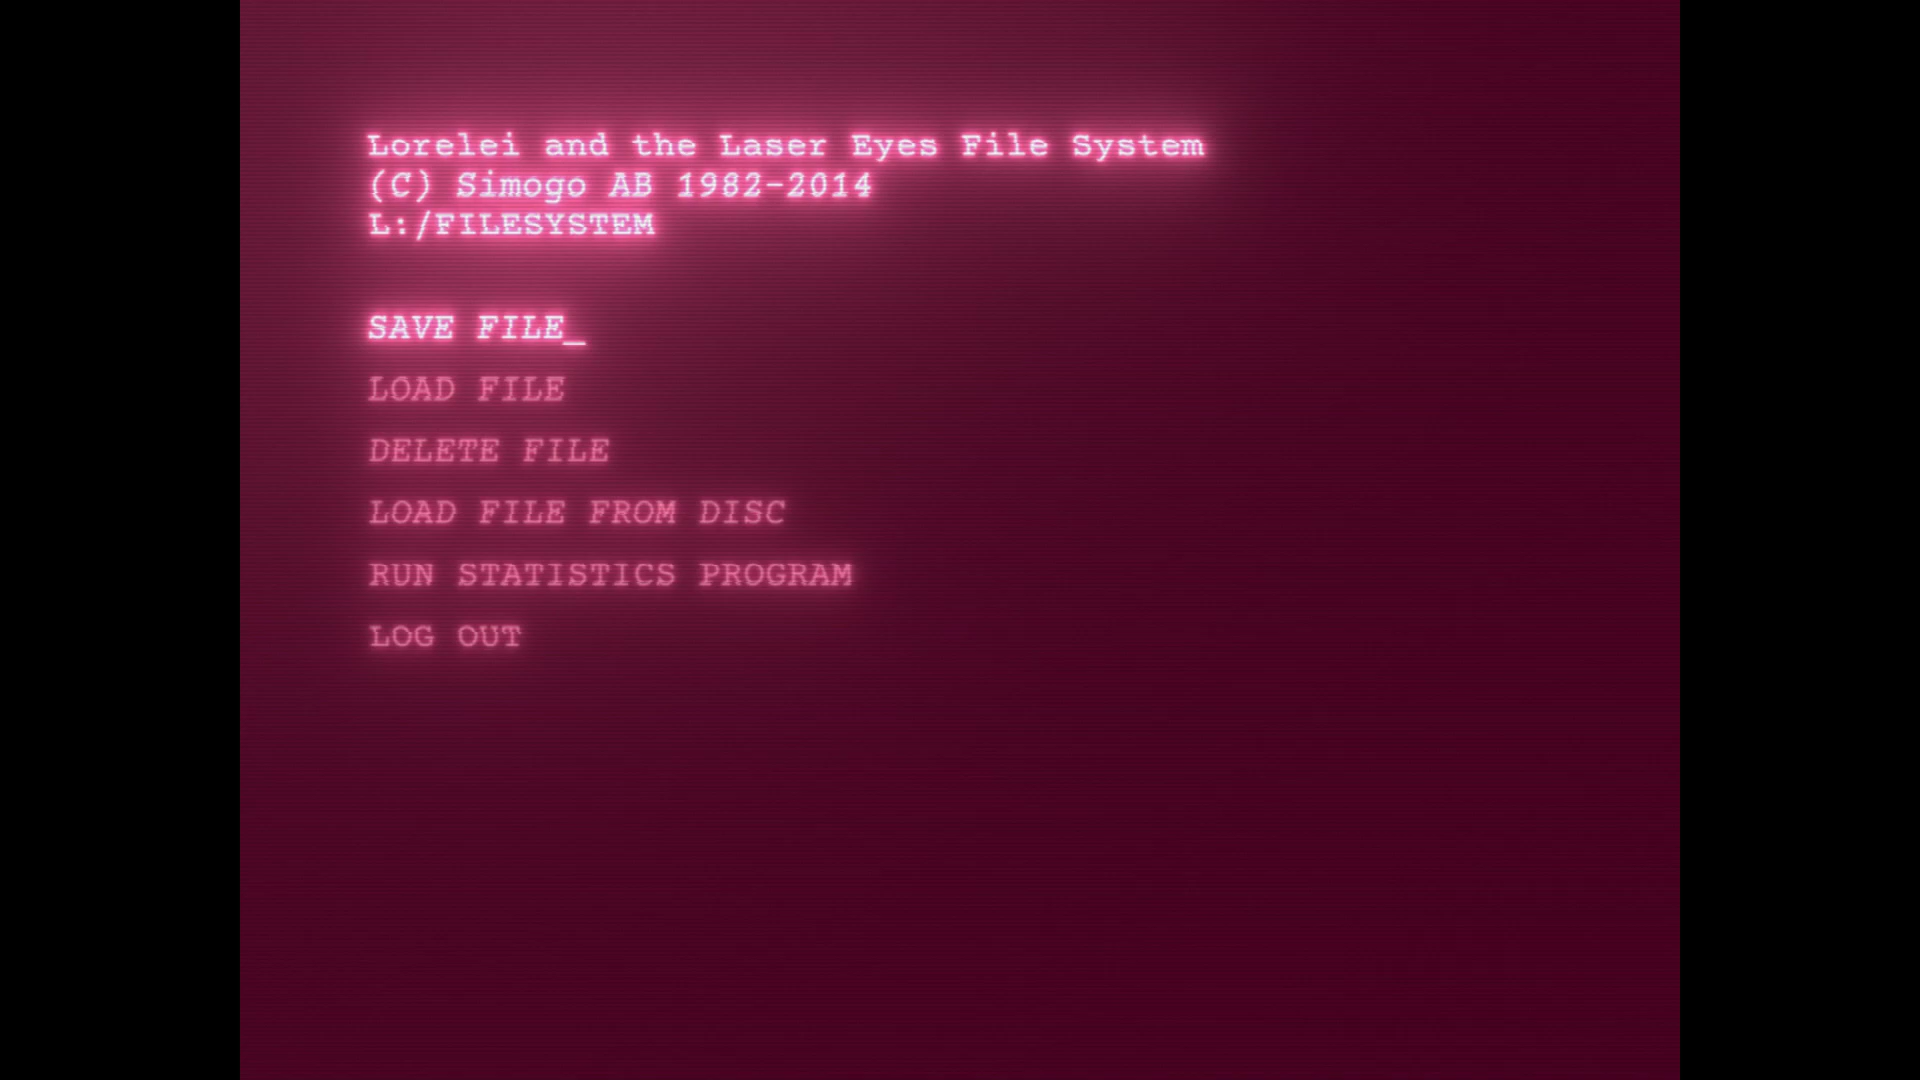 Lorelei and the Laser Eyes File System
(C) Simogo AB 1982-2014
L:/FILESYSTEM
SAVE FILE_
LOAD FILE
DELETE FILE
LOAD FILE FROM DISC
RUN STATISTICS PROGRAM
LOG OUT